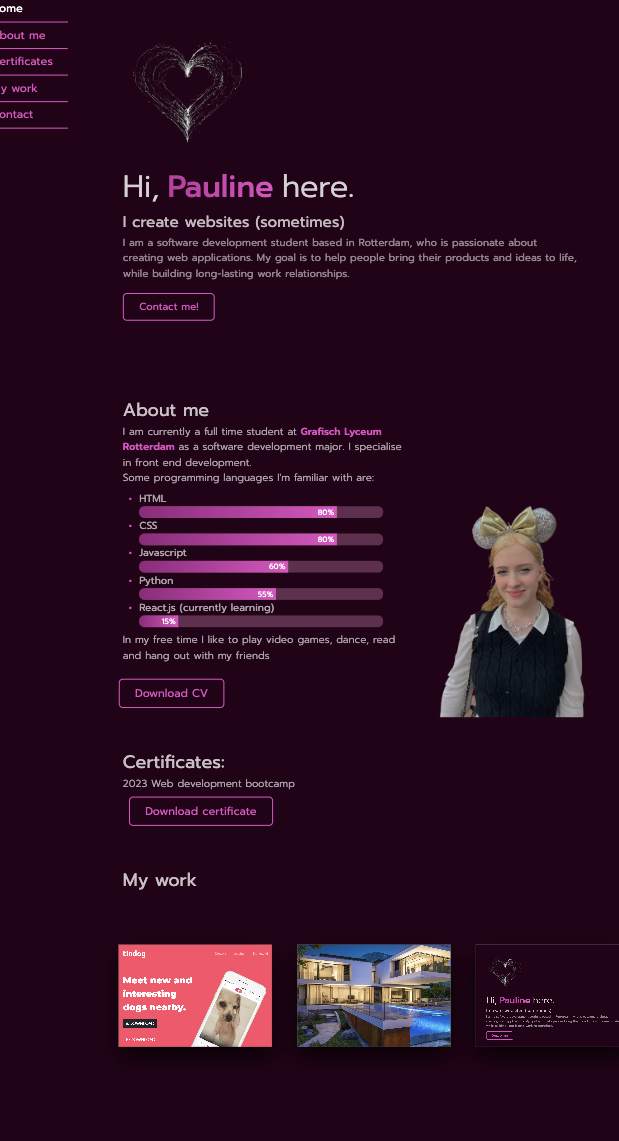 ome
bout me
ertificates
y work
ontact
Hi, Pauline here.
I create websites (sometimes)
I am a software development student based in Rotterdam, who is passionate about
creating web applications. My goal is to help people bring their products and ideas to life,
while building long-lasting work relationships.
Contact me!
About me
I am currently a full time student at Grafisch Lyceum
Rotterdam as a software development major. I specialise
in front end development.
Some programming languages I'm familiar with are:
HTML
80%
CSS
80%
Javascript
60%
Python
55%
React.js (currently learning)
15%
In my free time I like to play video games, dance, read
and hang out with my friends
Download CV
Certificates:
2023 Web development bootcamp
Download certificate
My work
tindog
Meet new and
interesting
dogs nearby.
Hi, Pauline here.